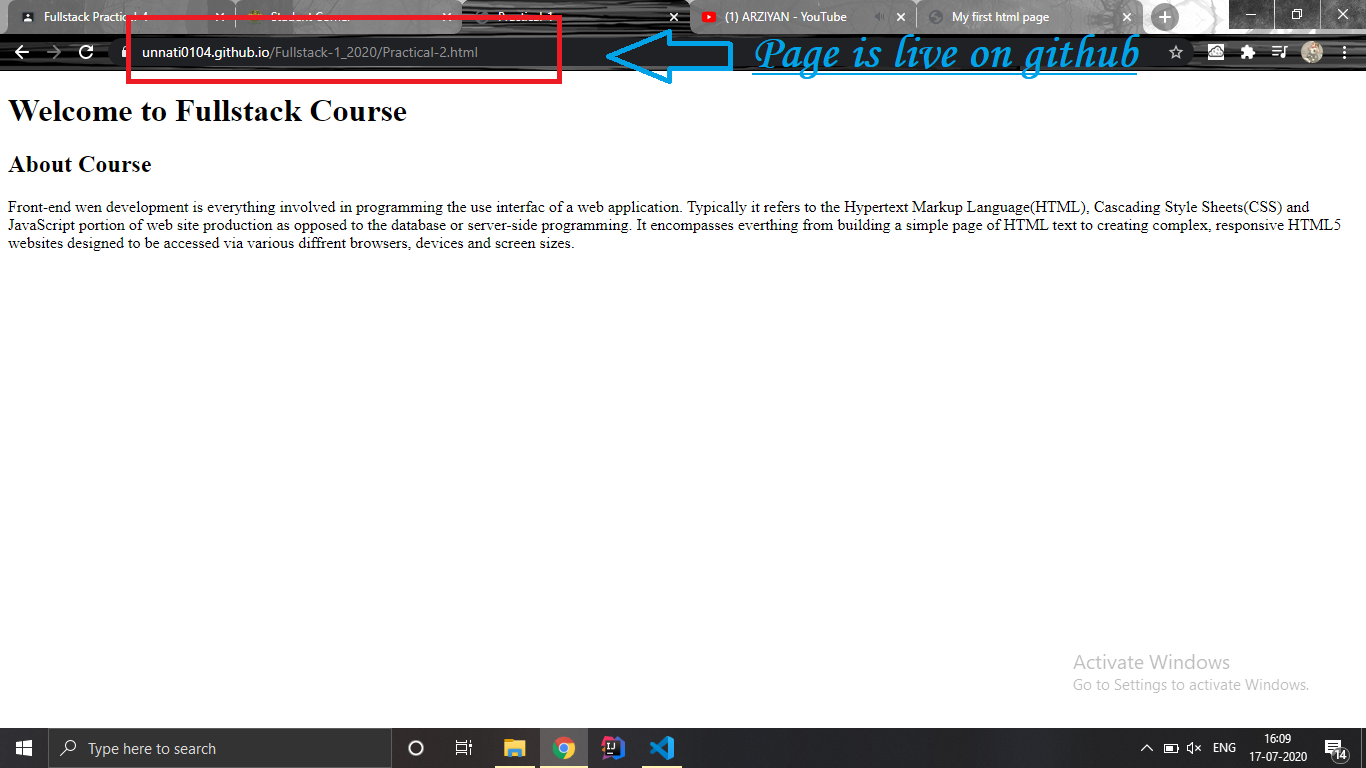 Fullstack Practical-4
Student Corner
Practical-1
(1) ARZIYAN - YouTube
My first html page
unnati0104.github.io/Fullstack-1_2020/Practical-2.html
Page is live on github
Welcome to Fullstack Course
About Course
Front-end wen development is everything involved in programming the use interfac of a web application. Typically it refers to the Hypertext Markup Language(HTML), Cascading Style Sheets(CSS) and
JavaScript portion of web site production as opposed to the database or server-side programming. It encompasses everthing from building a simple page of HTML text to creating complex, responsive HTML5
websites designed to be accessed via various diffrent browsers, devices and screen sizes.
Activate Windows
Go to Settings to activate Windows.
Type here to search
ENG
16:09
17-07-2020
14